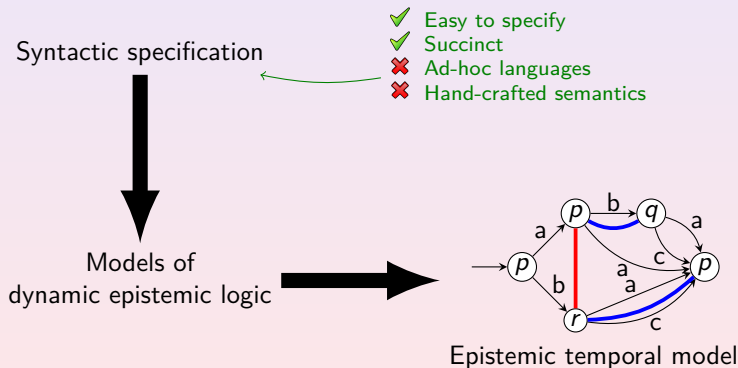 Easy to specify
Syntactic specification
Succinct
Ad-hoc languages
Hand-crafted semantics
p
b
q
a
a
Models of
dynamic epistemic logic
p
c
a
p
b
a
r
c
Epistemic temporal model